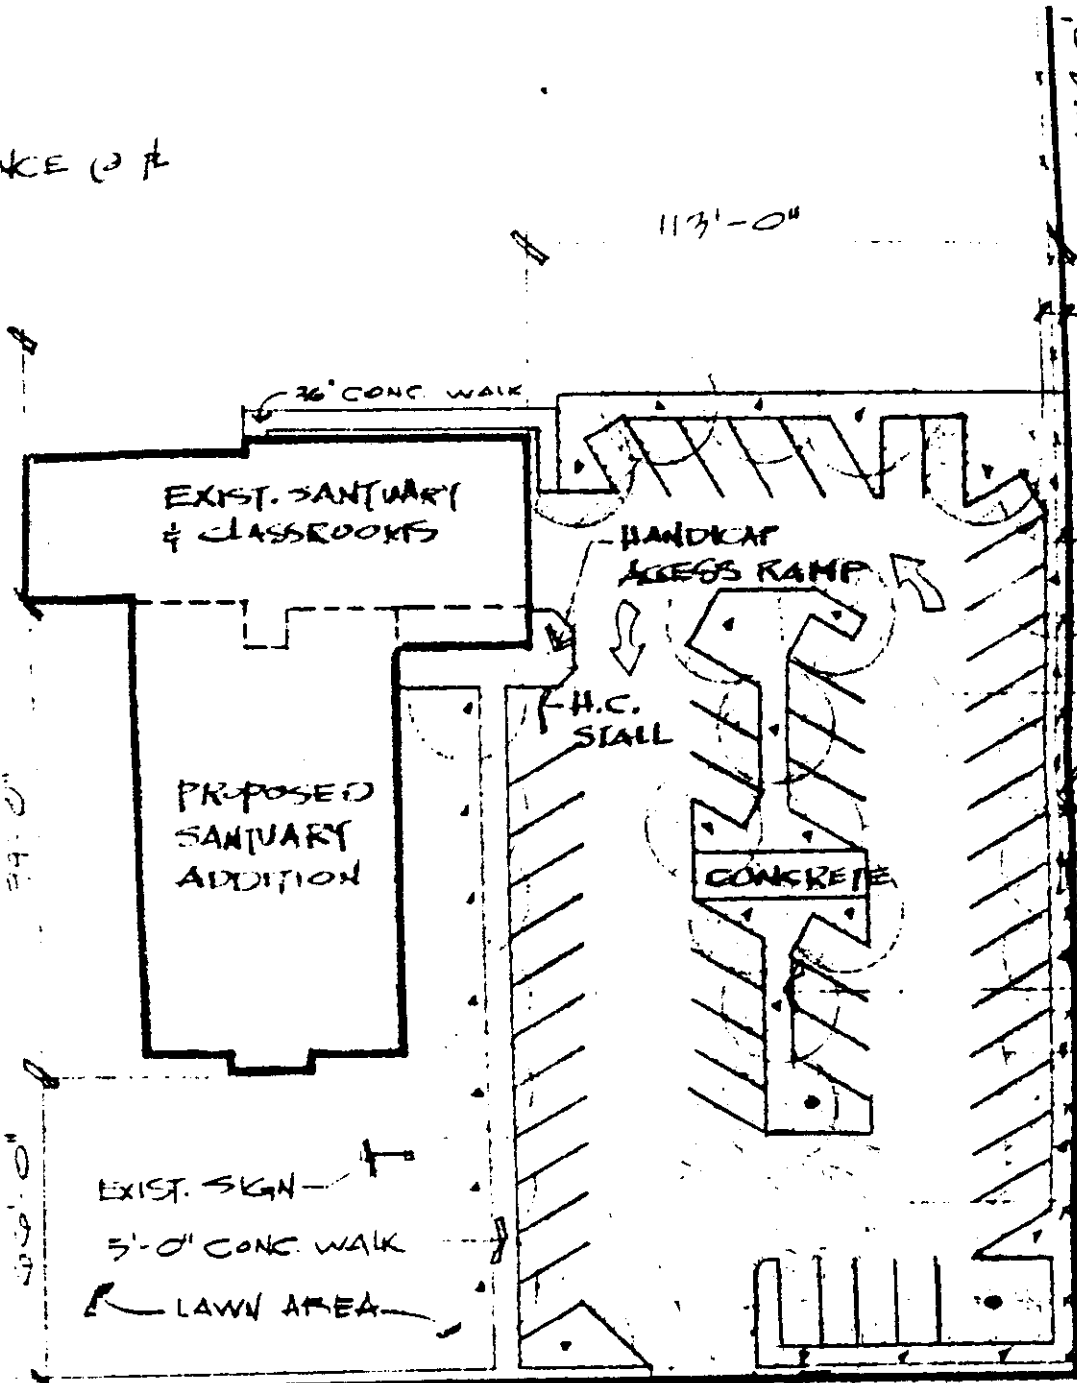 113'-0"
36" CONC. WALK
EXIST. SANTUARY
& CLASSROOMS
HANDICAP
ACCESS RAMP
H.C.
STALL
PROPOSED
SANTUARY
ADDITION
CONCRETE
EXIST. SIGN
5'-0" CONC. WALK
LAWN AREA